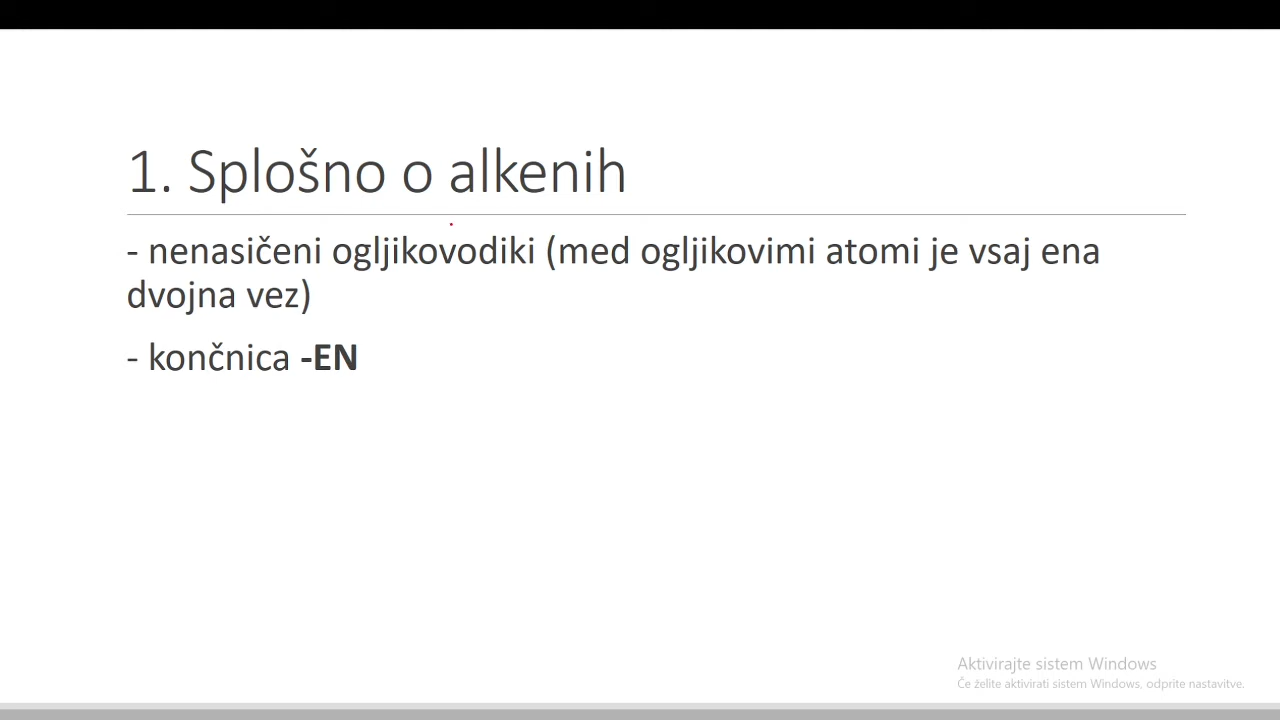 1. Splošno o alkenih
- nenasičeni ogljikovodiki (med ogljikovimi atomi je vsaj ena
dvojna vez)
- končnica -EN
Aktivirajte sistem Windows
Če želite aktivirati sistem Windows, odprite nastavitve.